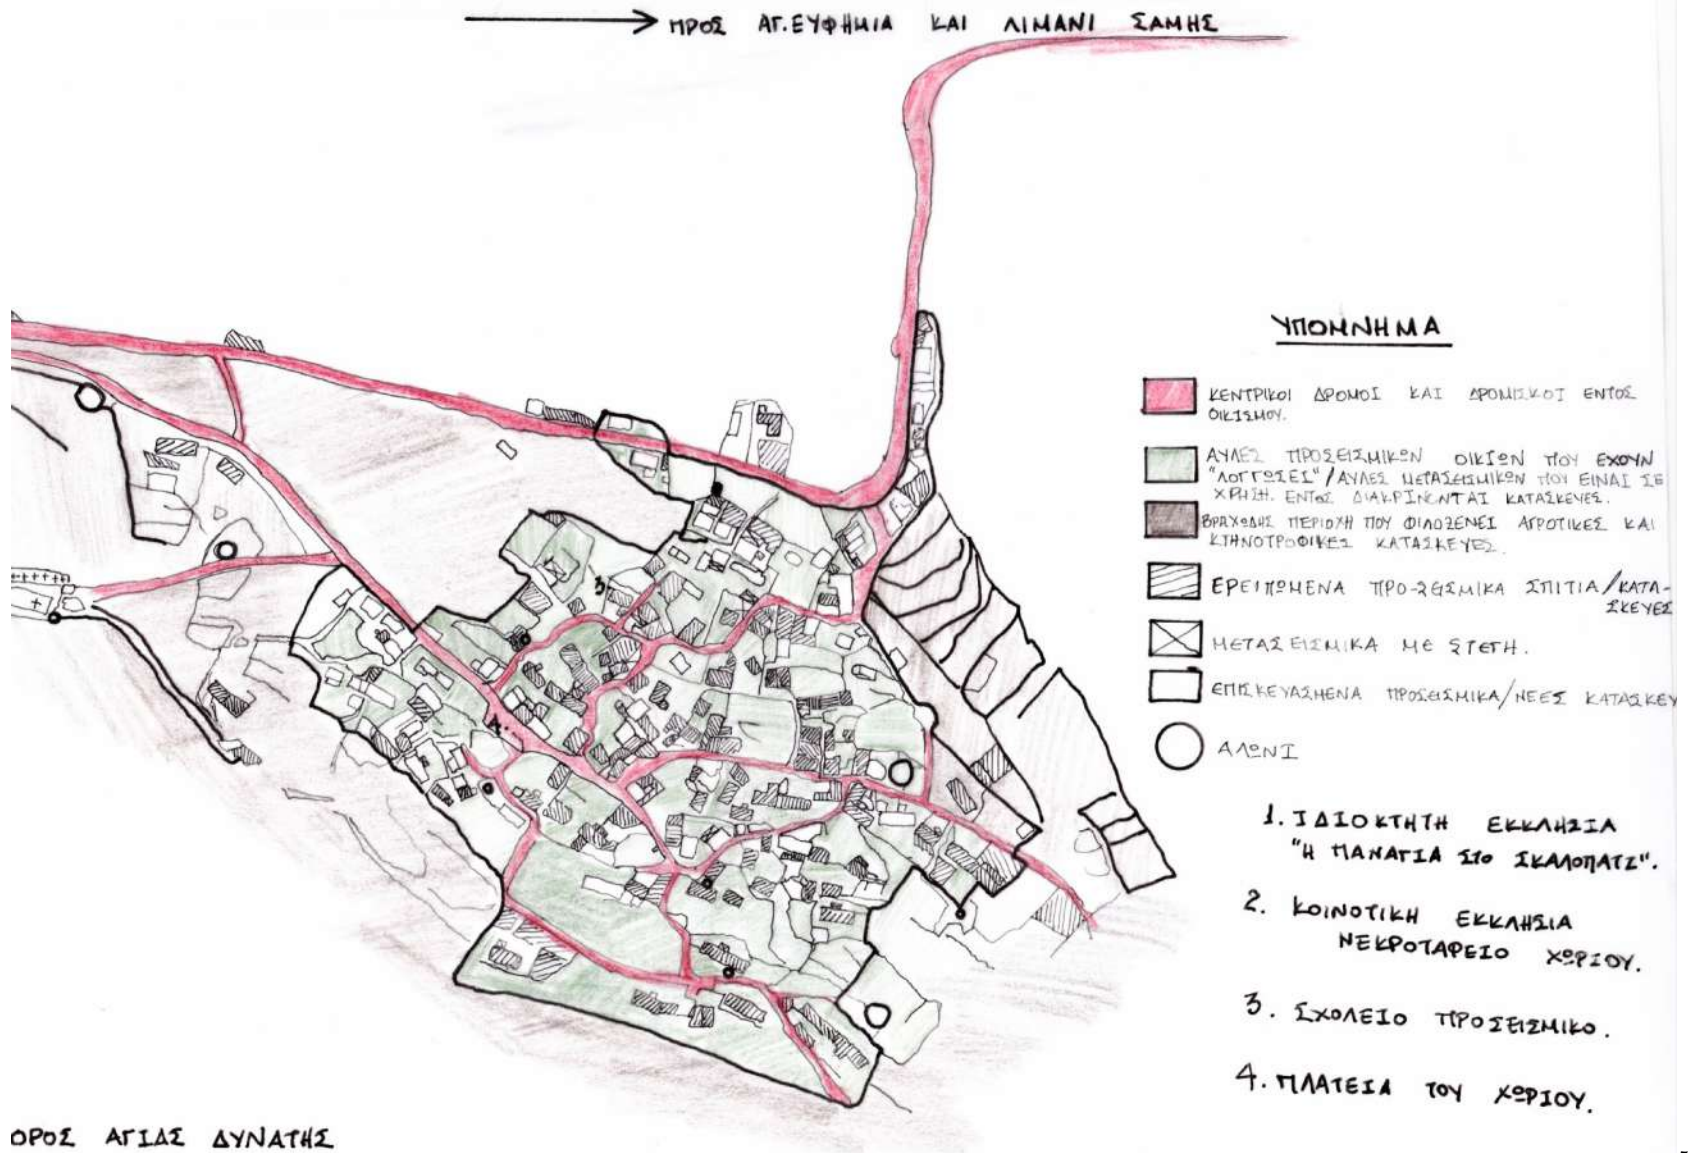 ΠΡΟΣ ΑΓ.ΕΥΦΗΜΙΑ ΚΑΙ ΛΙΜΑΝΙ ΣΑΜΗΣ
ΥΠΟΜΝΗΜΑ
ΚΕΝΤΡΙΚΟΙ ΔΡΟΜΟΙ ΚΑΙ ΔΡΟΜΙΣΚΟΙ ΕΝΤΟΣ
ΟΙΚΙΣΜΟΥ.
ΑΥΛΕΣ ΠΡΟΣΕΙΣΜΙΚΩΝ ΟΙΚΙΩΝ ΠΟΥ ΕΧΟΥΝ
"ΛΟΓΓΩΣΕΙ"/ΑΥΛΕΣ ΜΕΤΑΣΕΙΣΜΙΚΩΝ ΠΟΥ ΕΙΝΑΙ ΣΕ
ΧΡΗΣΗ. ΕΝΤΟΣ ΔΙΑΚΡΙΝΟΝΤΑΙ ΚΑΤΑΣΚΕΥΕΣ.
ΒΡΑΧΩΔΗΣ ΠΕΡΙΟΧΗ ΠΟΥ ΦΙΛΟΞΕΝΕΙ ΑΓΡΟΤΙΚΕΣ ΚΑΙ
ΚΤΗΝΟΤΡΟΦΙΚΕΣ ΚΑΤΑΣΚΕΥΕΣ.
ΕΡΕΙΠΩΜΕΝΑ ΠΡΟ-ΣΕΙΣΜΙΚΑ ΣΠΙΤΙΑ/ΚΑΤΑ-
ΣΚΕΥΕΣ
ΜΕΤΑΣΕΙΣΜΙΚΑ ΜΕ ΣΤΕΓΗ.
ΕΠΙΣΚΕΥΑΣΜΕΝΑ ΠΡΟΣΕΙΣΜΙΚΑ/ΝΕΕΣ ΚΑΤΑΣΚΕΥ
ΑΛΩΝΙ
1. ΙΔΙΟΚΤΗΤΗ ΕΚΚΛΗΣΙΑ
"Η ΠΑΝΑΓΙΑ ΣΤΟ ΣΚΑΛΟΠΑΤΙ".
2. ΚΟΙΝΟΤΙΚΗ ΕΚΚΛΗΣΙΑ
ΝΕΚΡΟΤΑΦΕΙΟ ΧΩΡΙΟΥ.
3. ΣΧΟΛΕΙΟ ΠΡΟΣΕΙΣΜΙΚΟ.
4. ΠΛΑΤΕΙΑ ΤΟΥ ΧΩΡΙΟΥ.
3.
4.
ΟΡΟΣ ΑΓΙΑΣ ΔΥΝΑΤΗΣ